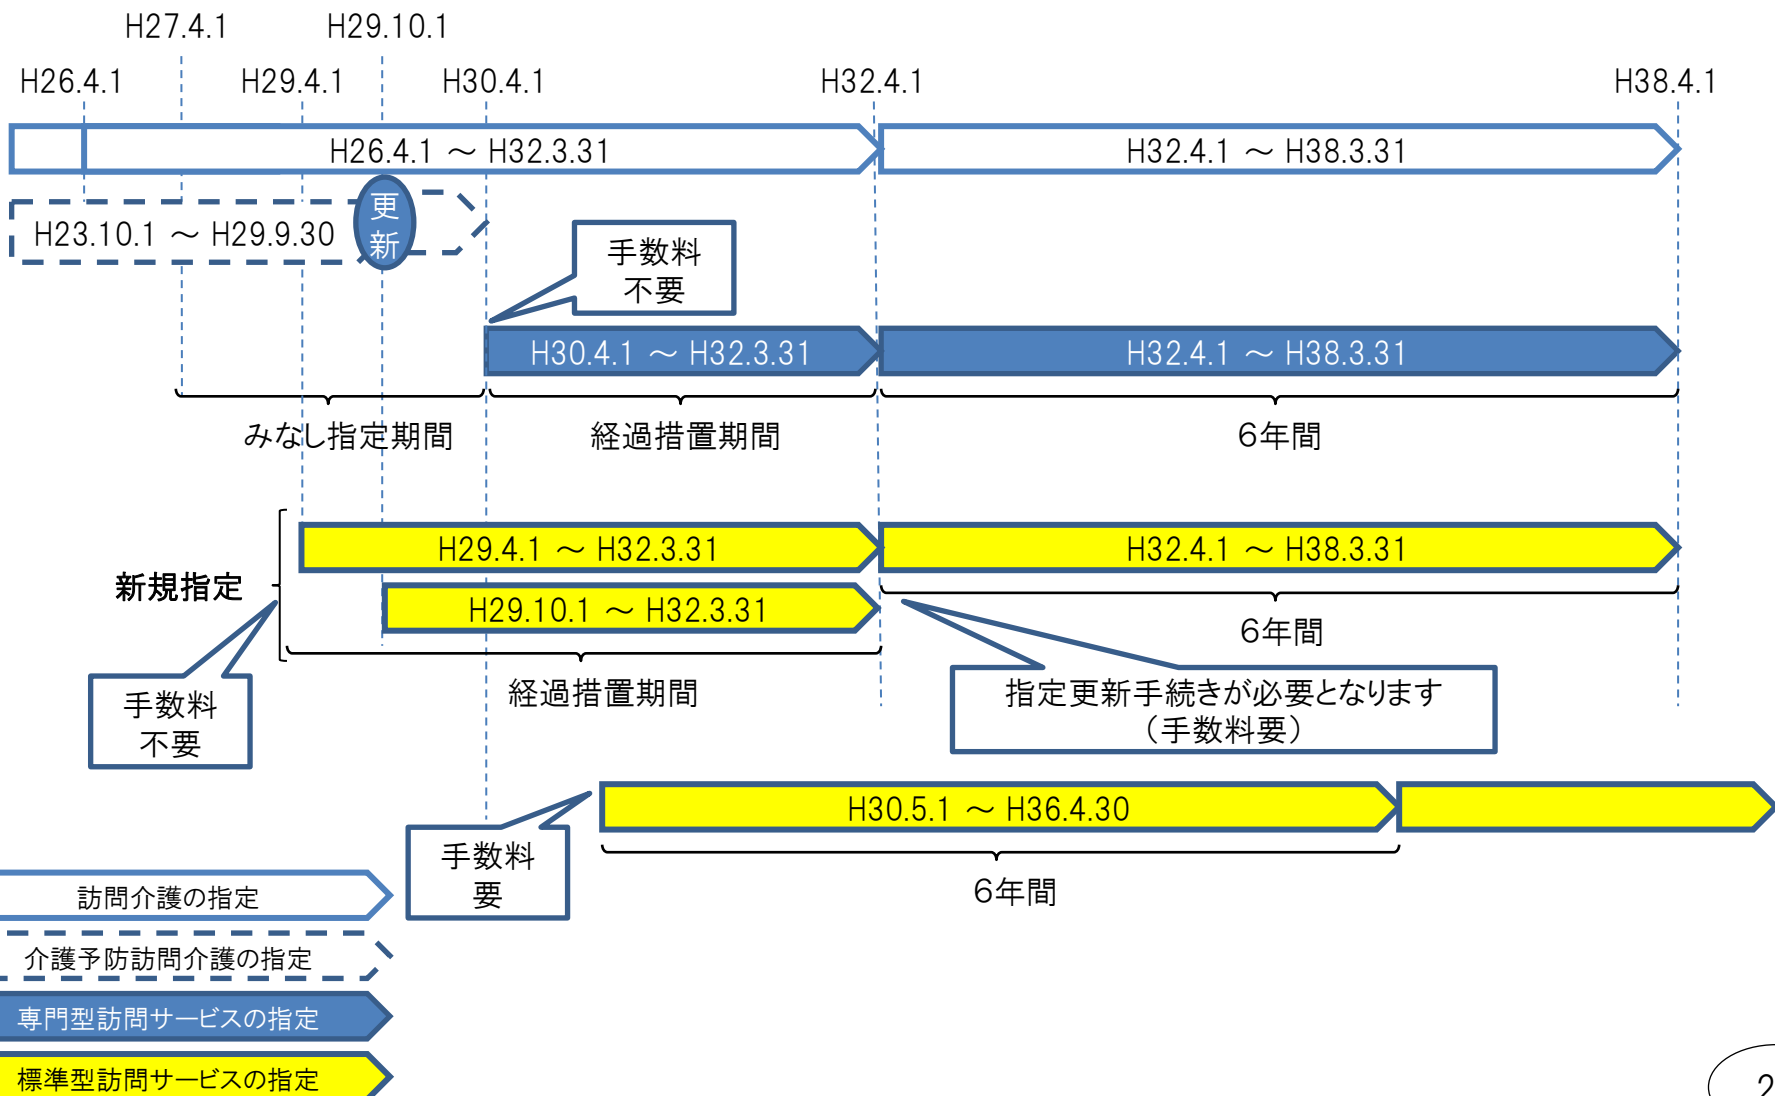 H27.4.1
H29.10.1
H26.4.1
H29.4.1
H30.4.1
H32.4.1
H38.4.1
H26.4.1 ～ H32.3.31
H32.4.1 ～ H38.3.31
H23.10.1 ～ H29.9.30
更
新
手数料
不要
H30.4.1 ～ H32.3.31
H32.4.1 ～ H38.3.31
みなし指定期間
経過措置期間
6年間
H29.4.1 ～ H32.3.31
H32.4.1 ～ H38.3.31
新規指定
H29.10.1 ～ H32.3.31
6年間
経過措置期間
手数料
不要
指定更新手続きが必要となります
（手数料要）
H30.5.1 ～ H36.4.30
手数料
要
6年間
訪問介護の指定
介護予防訪問介護の指定
専門型訪問サービスの指定
標準型訪問サービスの指定
2